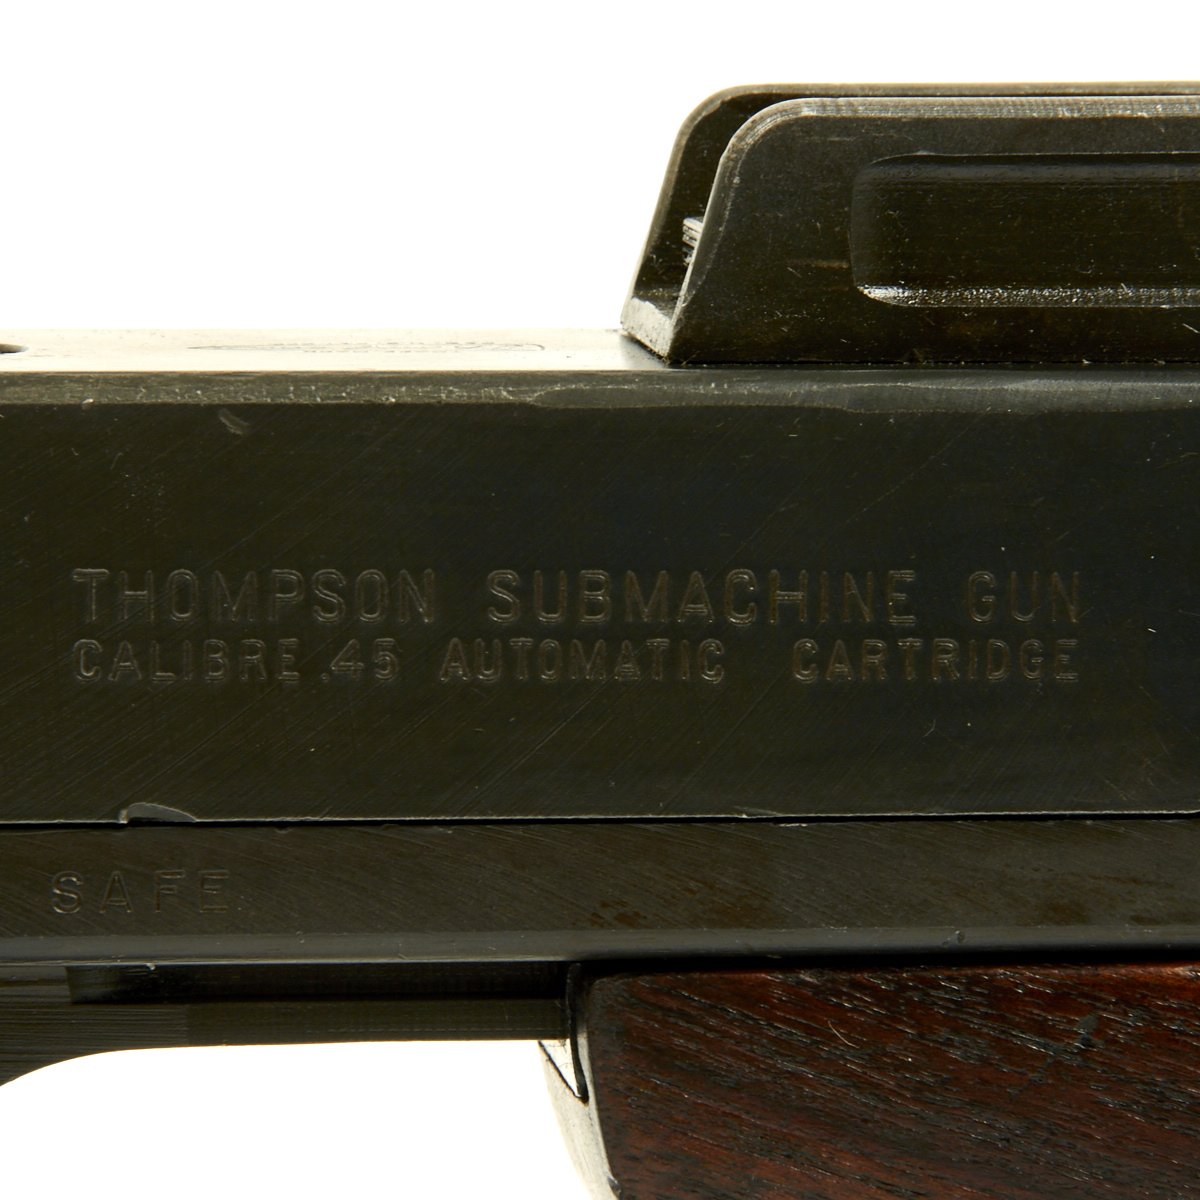 THOMPSON SUBMACHINE GUN
CALIBRE .45 AUTOMATIC CARTRIDGE
SAFE